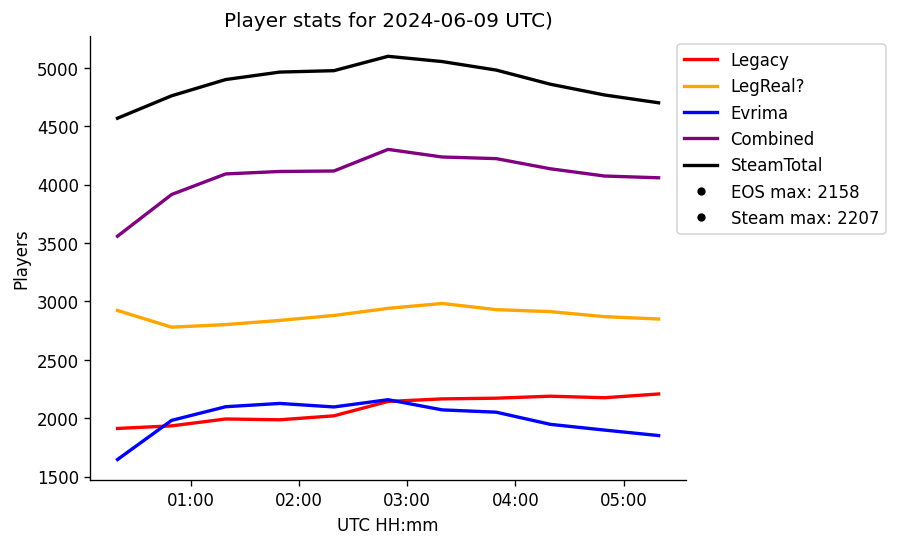 Player stats for 2024-06-09 UTC)
Players
5000
4500
4000
3500
3000
2500
2000
1500
01:00
02:00
03:00
04:00
05:00
UTC HH:mm
Legacy
LegReal?
Evrima
Combined
SteamTotal
EOS max: 2158
Steam max: 2207